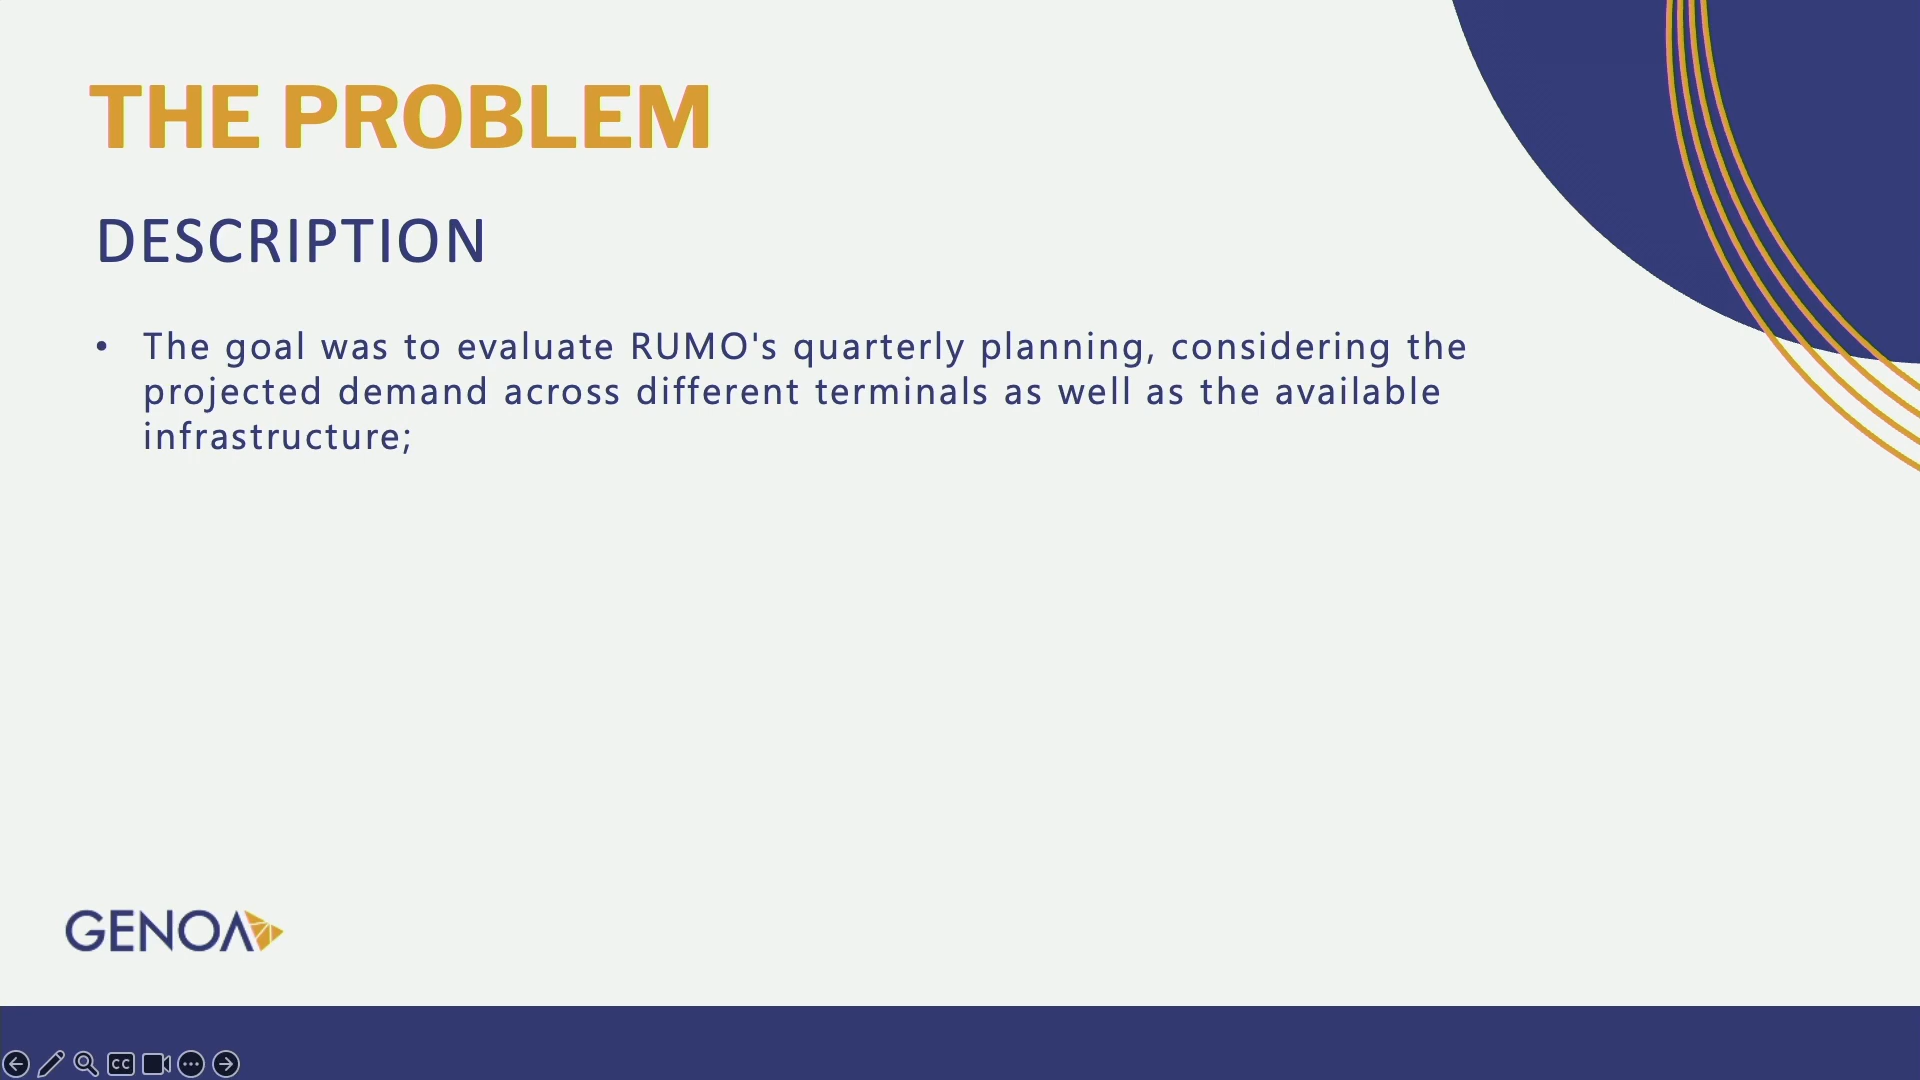 THE PROBLEM
DESCRIPTION
• The goal was to evaluate RUMO's quarterly planning, considering the
projected demand across different terminals as well as the available
infrastructure;
GENOA
CC